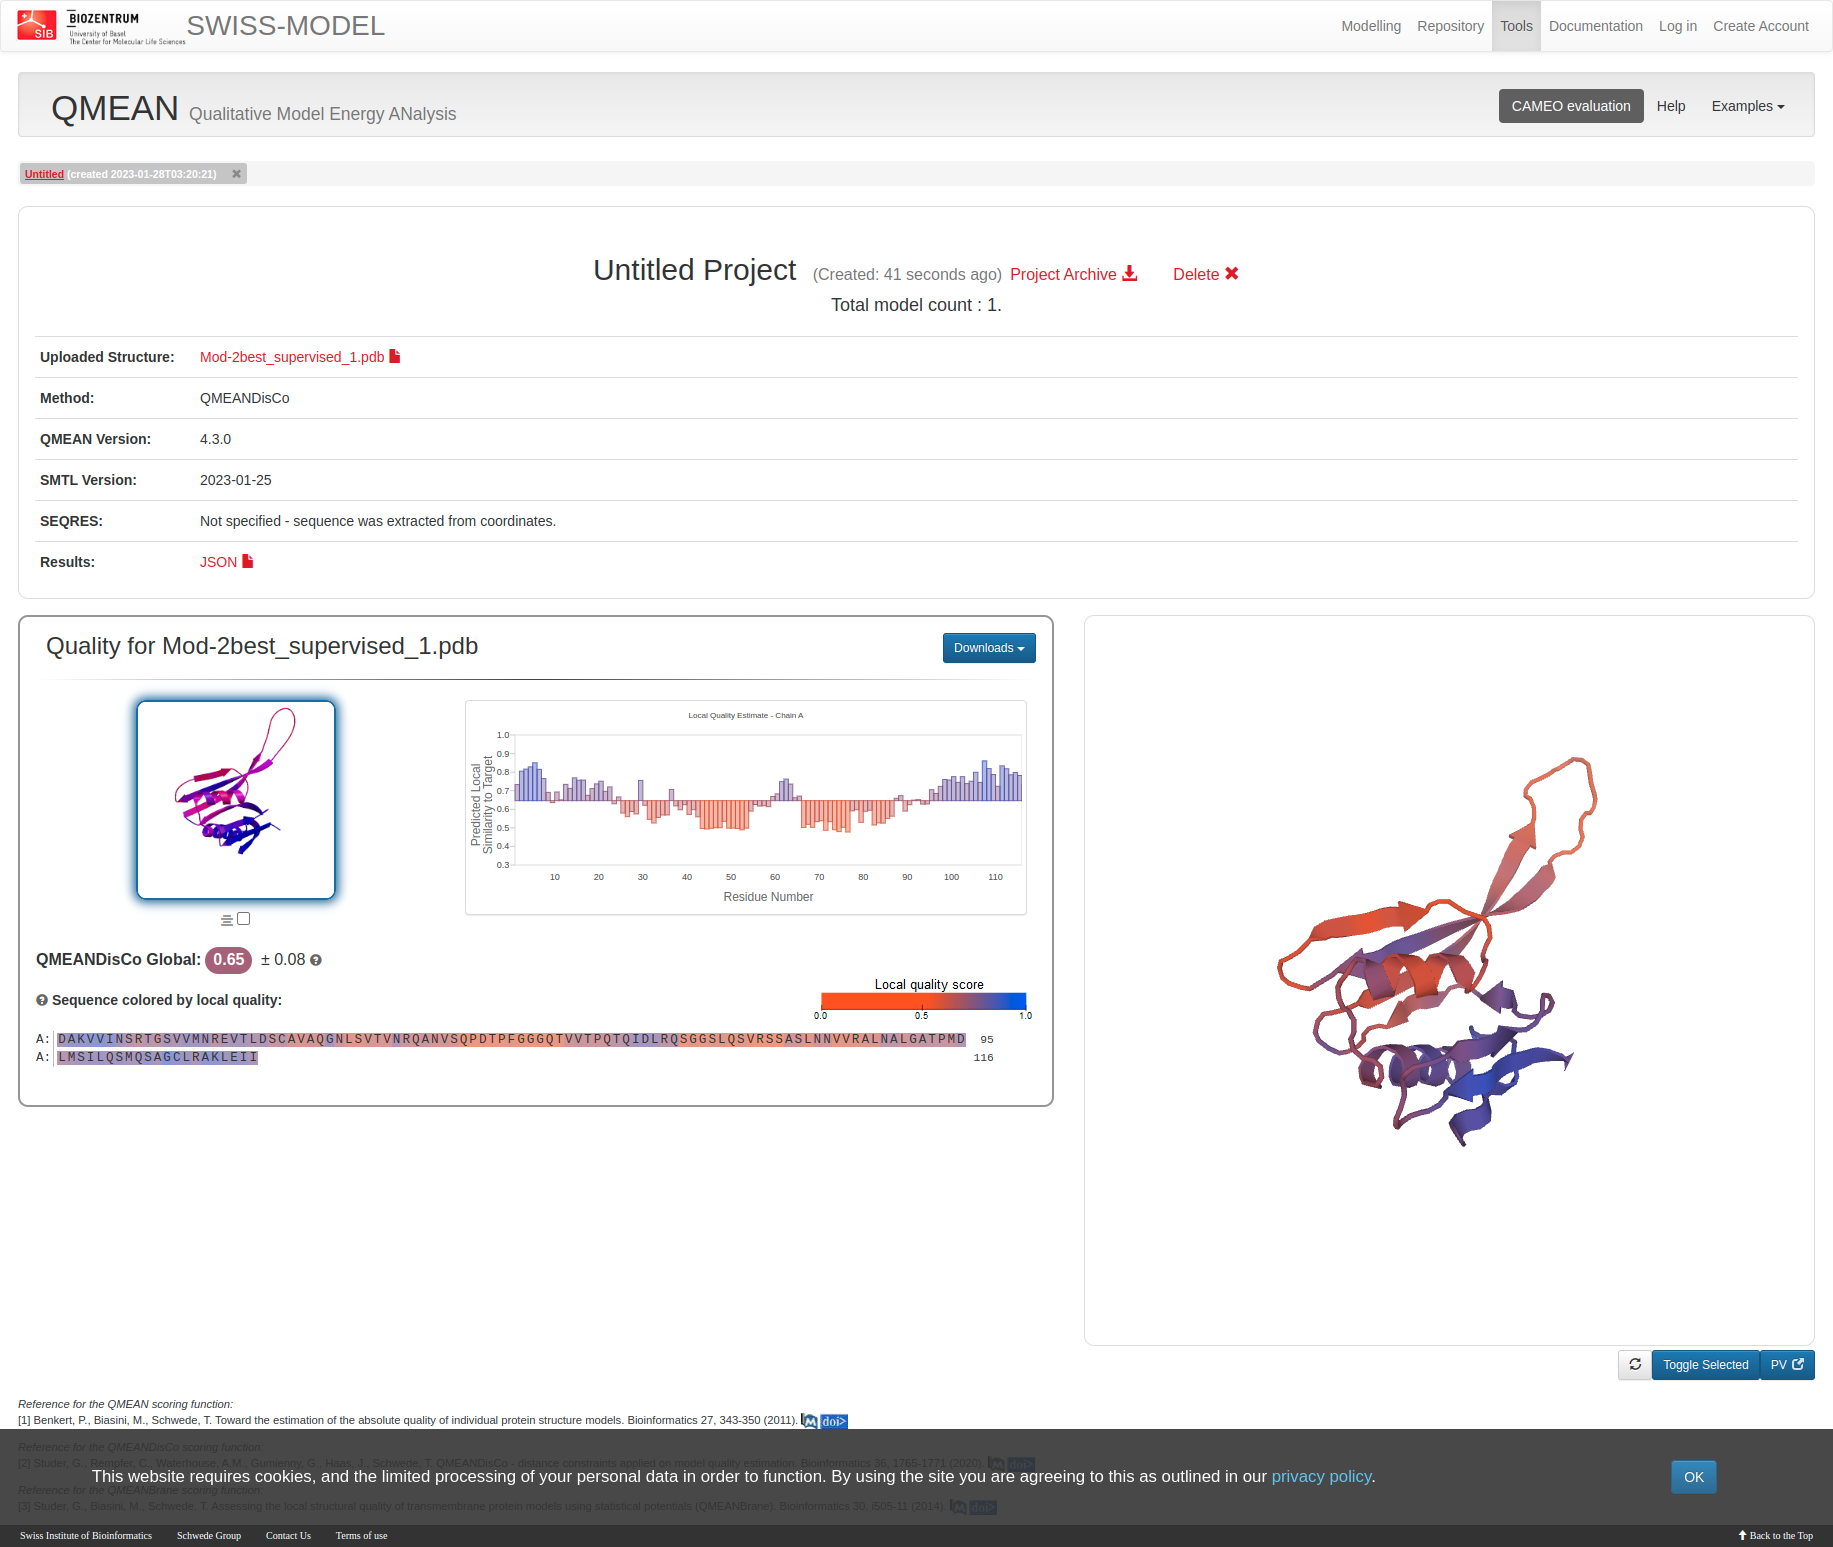 SIB
BIOZENTRUM
University of Basel
The Center for Molecular Life Sciences
SWISS-MODEL
Modelling
Repository
Tools
Documentation
Log in
Create Account
QMEAN Qualitative Model Energy ANalysis
CAMEO evaluation
Help
Examples
Untitled (created 2023-01-28T03:20:21)
Untitled Project (Created: 41 seconds ago) Project Archive Delete
Total model count : 1.
Uploaded Structure: Mod-2best_supervised_1.pdb
Method: QMEANDisCo
QMEAN Version: 4.3.0
SMTL Version: 2023-01-25
SEQRES: Not specified - sequence was extracted from coordinates.
Results: JSON
Quality for Mod-2best_supervised_1.pdb
Downloads
Local Quality Estimate - Chain A
Predicted Local
Similarity to Target
1.0
0.9
0.8
0.7
0.6
0.5
0.4
0.3
10 20 30 40 50 60 70 80 90 100 110
Residue Number
QMEANDisCo Global: 0.65 ± 0.08
Sequence colored by local quality:
Local quality score
0.0 0.5 1.0
A: DAKVVINSRTGSVVMNREVTLDSCAVAQGNLSVTVNRQANVSQPDTPFGGGQTVVTPQTQIDLRQSGGSLQSVRSSASLNNVVRALNALGATPMD 95
A: LMSILQSMQSAGCLRAKLEII 116
Toggle Selected
PV
Reference for the QMEAN scoring function:
[1] Benkert, P., Biasini, M., Schwede, T. Toward the estimation of the absolute quality of individual protein structure models. Bioinformatics 27, 343-350 (2011). doi>
Reference for the QMEANDisCo scoring function:
[2] Studer, G., Rempfer, C., Waterhouse, A.M., Gumienny, G., Haas, J., Schwede, T. QMEANDisCo - distance constraints applied on model quality estimation. Bioinformatics 36, 1765-1771 (2020). doi>
This website requires cookies, and the limited processing of your personal data in order to function. By using the site you are agreeing to this as outlined in our privacy policy.
OK
Reference for the QMEANBrane scoring function:
[3] Studer, G., Biasini, M., Schwede, T. Assessing the local structural quality of transmembrane protein models using statistical potentials (QMEANBrane). Bioinformatics 30, i505-11 (2014). doi>
Swiss Institute of Bioinformatics
Schwede Group
Contact Us
Terms of use
Back to the Top